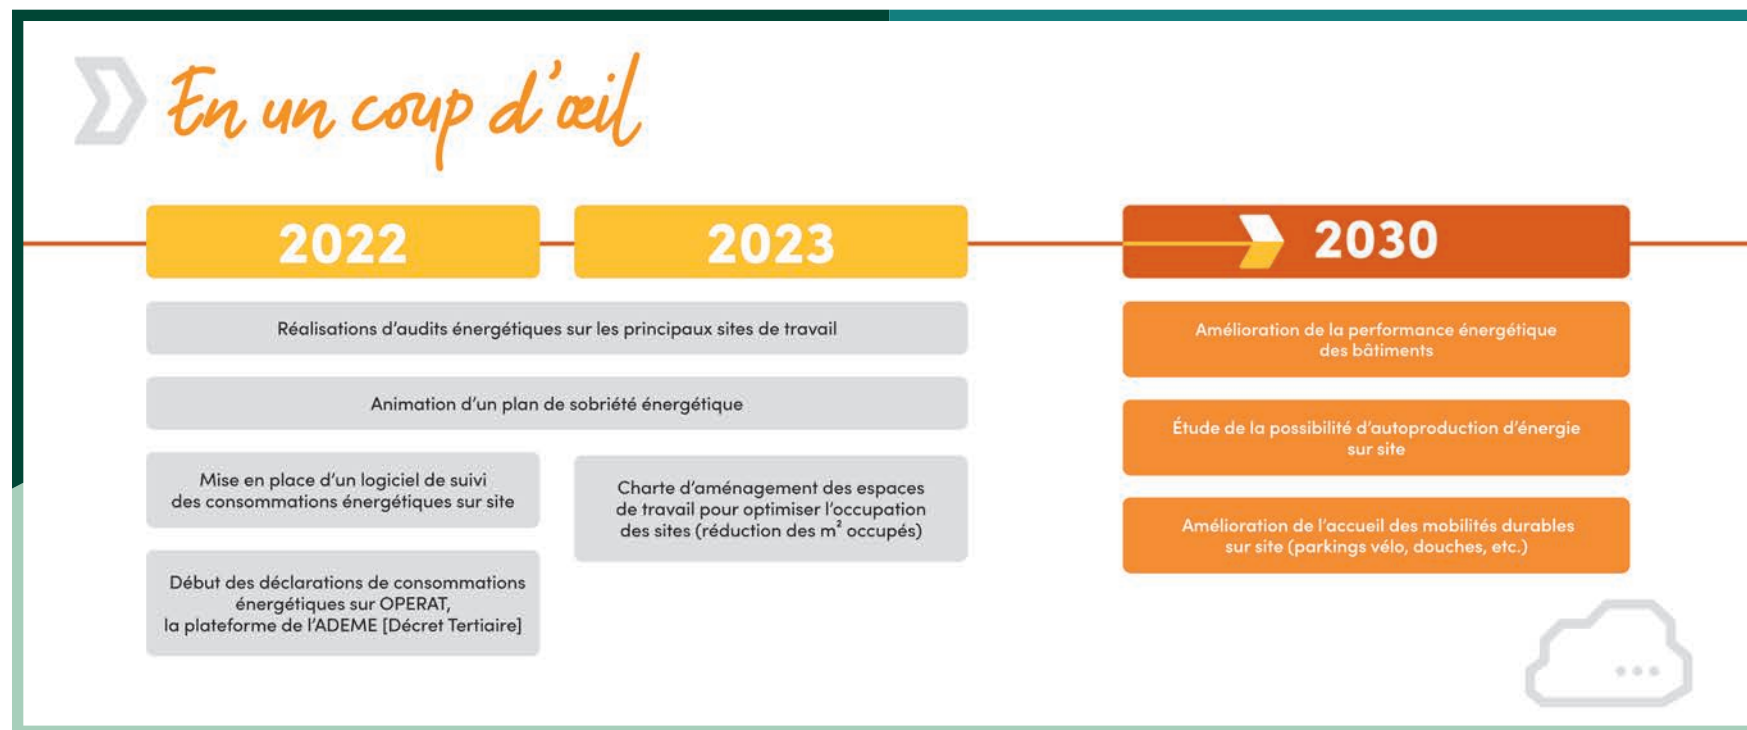 En un coup d'œil
2022
2023
2030
Réalisations d'audits énergétiques sur les principaux sites de travail
Animation d'un plan de sobriété énergétique
Mise en place d'un logiciel de suivi
des consommations énergétiques sur site
Début des déclarations de consommations
énergétiques sur OPERAT,
la plateforme de l'ADEME [Décret Tertiaire]
Charte d'aménagement des espaces
de travail pour optimiser l'occupation
des sites (réduction des m² occupés)
Amélioration de la performance énergétique
des bâtiments
Étude de la possibilité d'autoproduction d'énergie
sur site
Amélioration de l'accueil des mobilités durables
sur site (parkings vélo, douches, etc.)